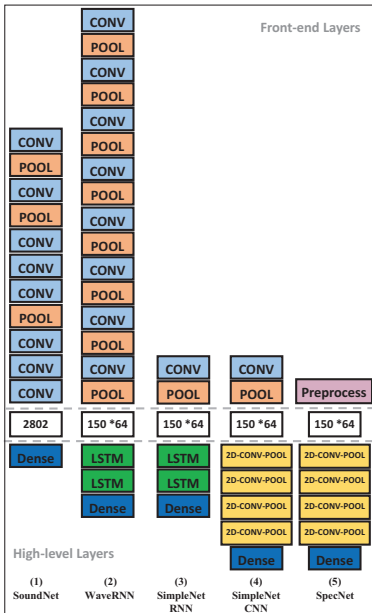 CONV
Front-end Layers
POOL
CONV
POOL
CONV
CONV POOL
POOL CONV
CONV POOL
POOL CONV
CONV POOL
CONV CONV
CONV POOL
POOL CONV
CONV POOL
CONV CONV CONV CONV
CONV POOL POOL POOL Preprocess
2802 150 *64 150 *64 150 *64 150 *64
Dense LSTM LSTM 2D-CONV-POOL 2D-CONV-POOL
LSTM LSTM 2D-CONV-POOL 2D-CONV-POOL
Dense Dense 2D-CONV-POOL 2D-CONV-POOL
2D-CONV-POOL 2D-CONV-POOL
High-level Layers Dense Dense
(1) (2) (3) (4) (5)
SoundNet WaveRNN SimpleNet SimpleNet SpecNet
RNN CNN